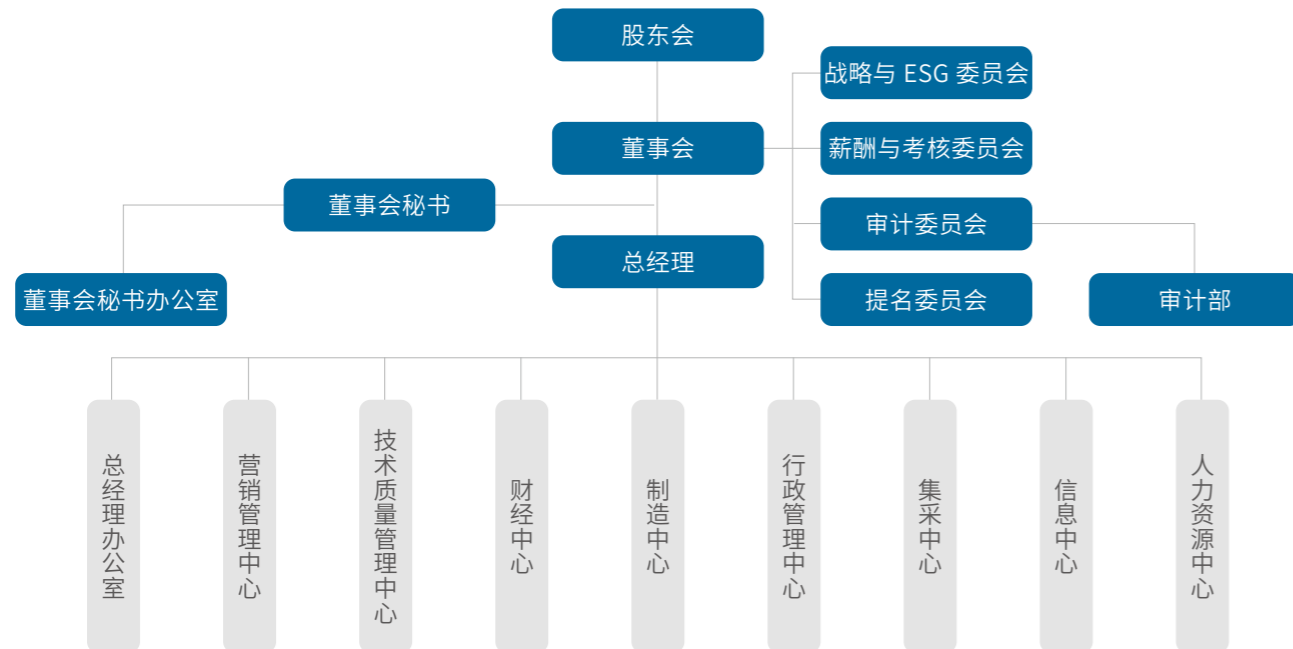 股东会
战略与 ESG 委员会
董事会
薪酬与考核委员会
董事会秘书
审计委员会
总经理
董事会秘书办公室
提名委员会
审计部
总经理办公室
营销管理中心
技术质量管理中心
财经中心
制造中心
行政管理中心
集采中心
信息中心
人力资源中心